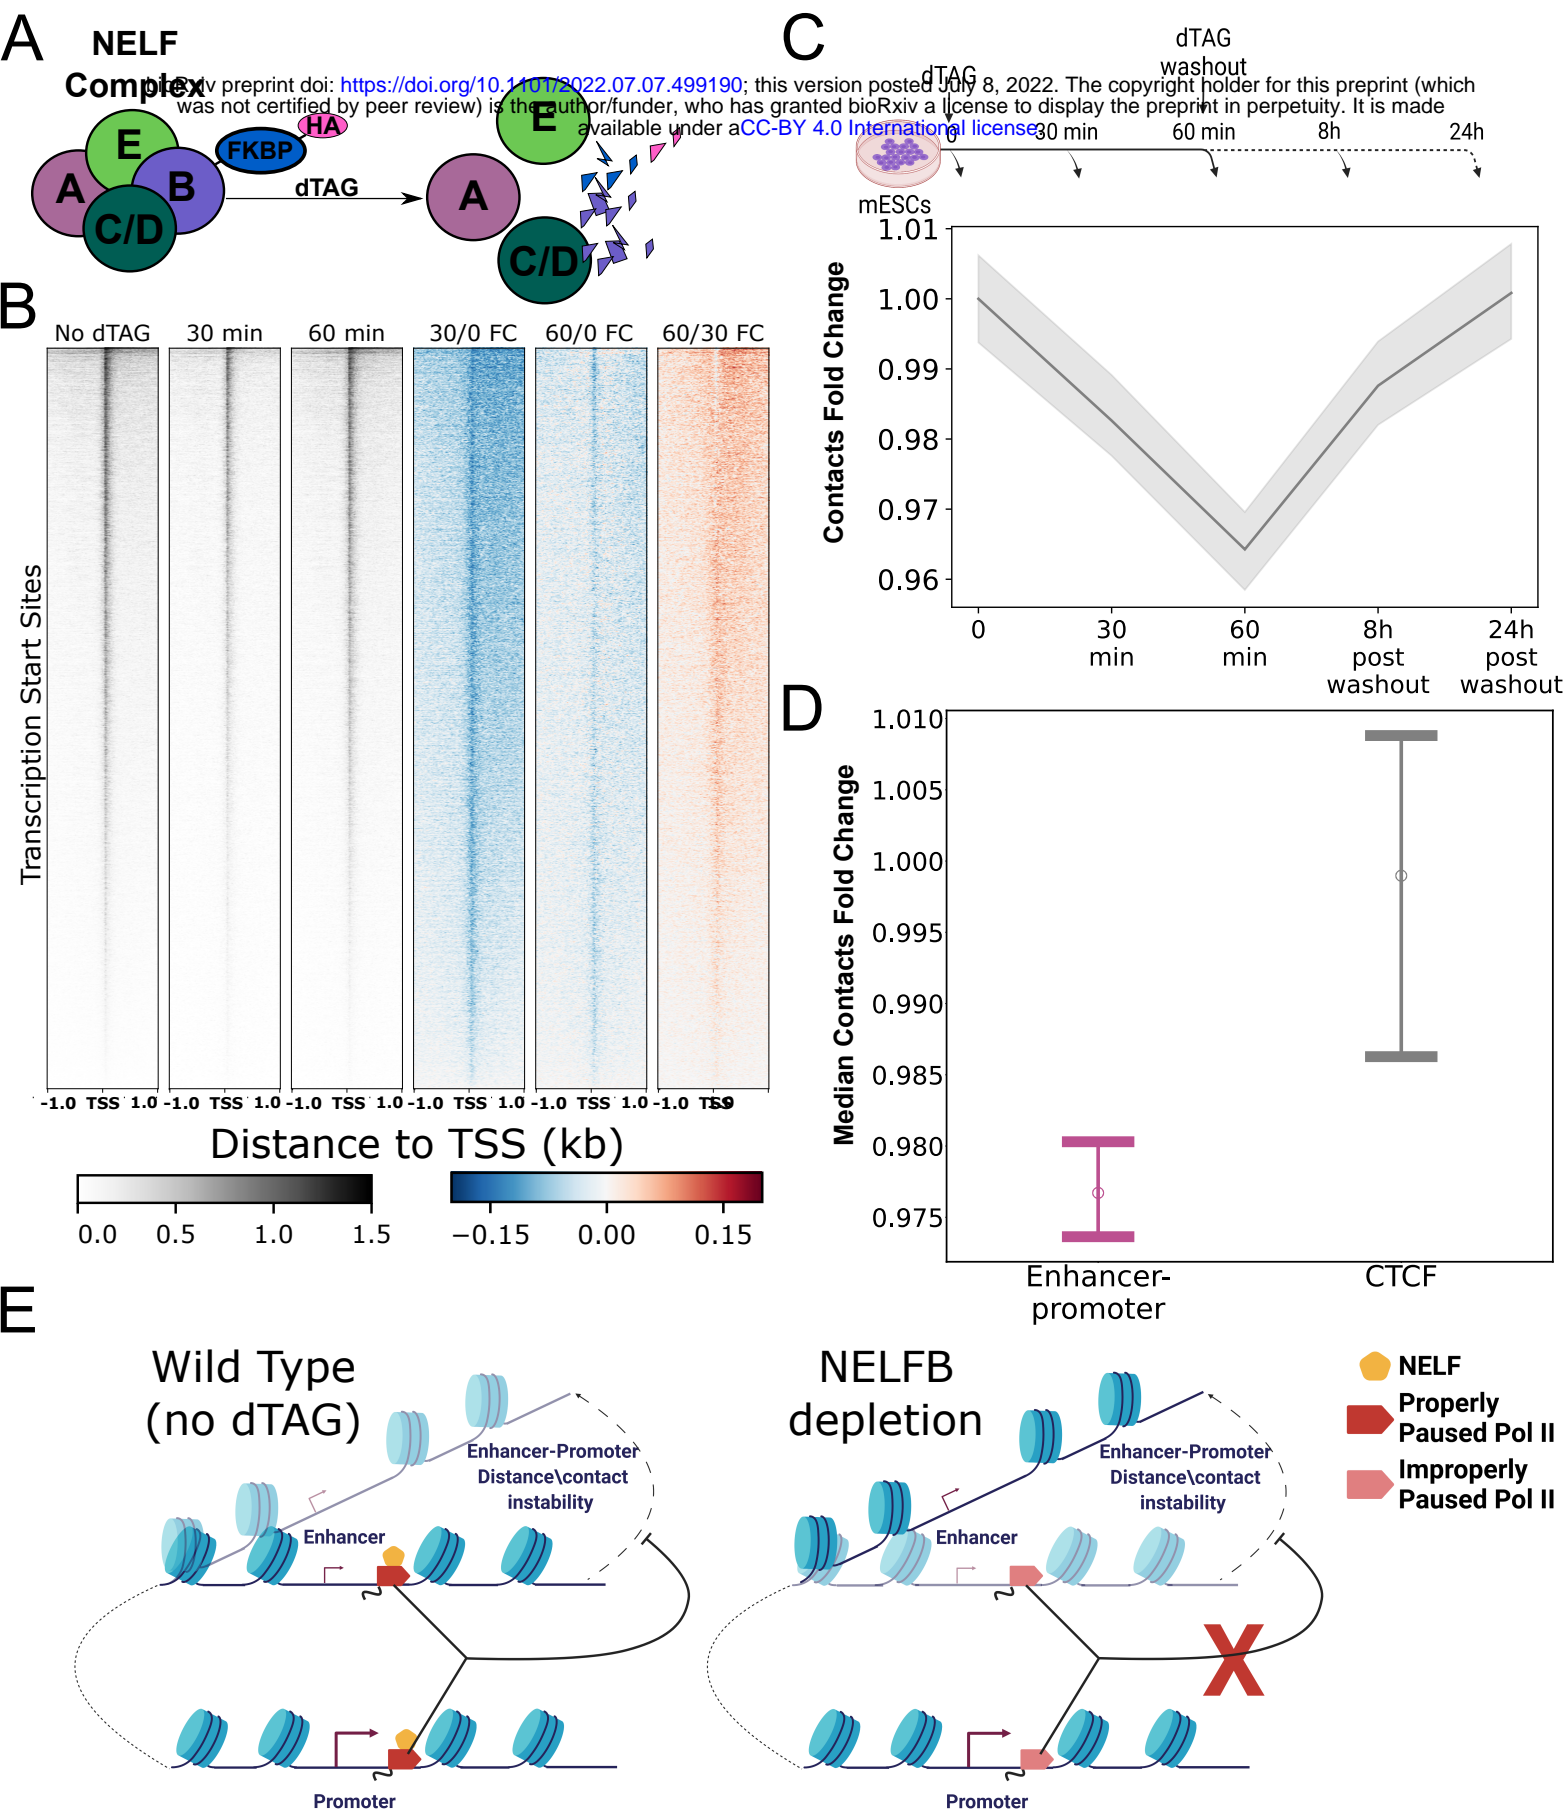 A
NELF
Complex
bioRxiv preprint doi: https://doi.org/10.1101/2022.07.07.499190; this version posted July 8, 2022. The copyright holder for this preprint (which
was not certified by peer review) is the author/funder, who has granted bioRxiv a license to display the preprint in perpetuity. It is made
available under aCC-BY 4.0 International license.
E
A
B
C/D
FKBP
HA
dTAG
E
A
C/D
B
No dTAG
30 min
60 min
30/0 FC
60/0 FC
60/30 FC
Transcription Start Sites
-1.0 TSS 1.0
-1.0 TSS 1.0
-1.0 TSS 1.0
-1.0 TSS 1.0
-1.0 TSS 1.0
-1.0 TSS 1.0
Distance to TSS (kb)
0.0 0.5 1.0 1.5
−0.15 0.00 0.15
C
dTAG
dTAG
washout
0 30 min 60 min 8h 24h
mESCs
Contacts Fold Change
1.01
1.00
0.99
0.98
0.97
0.96
0
30
min
60
min
8h
post
washout
24h
post
washout
D
Median Contacts Fold Change
1.010
1.005
1.000
0.995
0.990
0.985
0.980
0.975
Enhancer-
promoter
CTCF
E
Wild Type
(no dTAG)
Enhancer-Promoter
Distance\contact
instability
Enhancer
Promoter
NELFB
depletion
Enhancer-Promoter
Distance\contact
instability
Enhancer
X
Promoter
NELF
Properly
Paused Pol II
Improperly
Paused Pol II